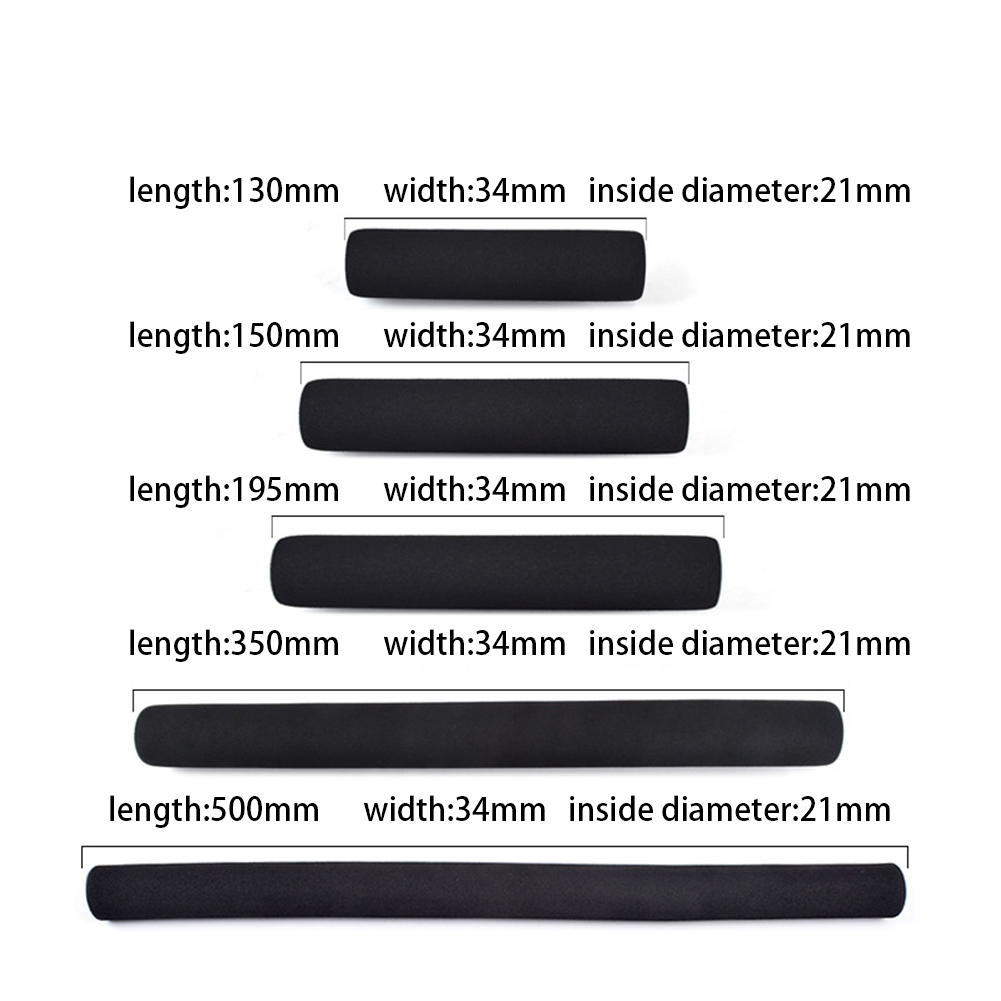 length:130mm width:34mm inside diameter:21mm
length:150mm width:34mm inside diameter:21mm
length:195mm width:34mm inside diameter:21mm
length:350mm width:34mm inside diameter:21mm
length:500mm width:34mm inside diameter:21mm